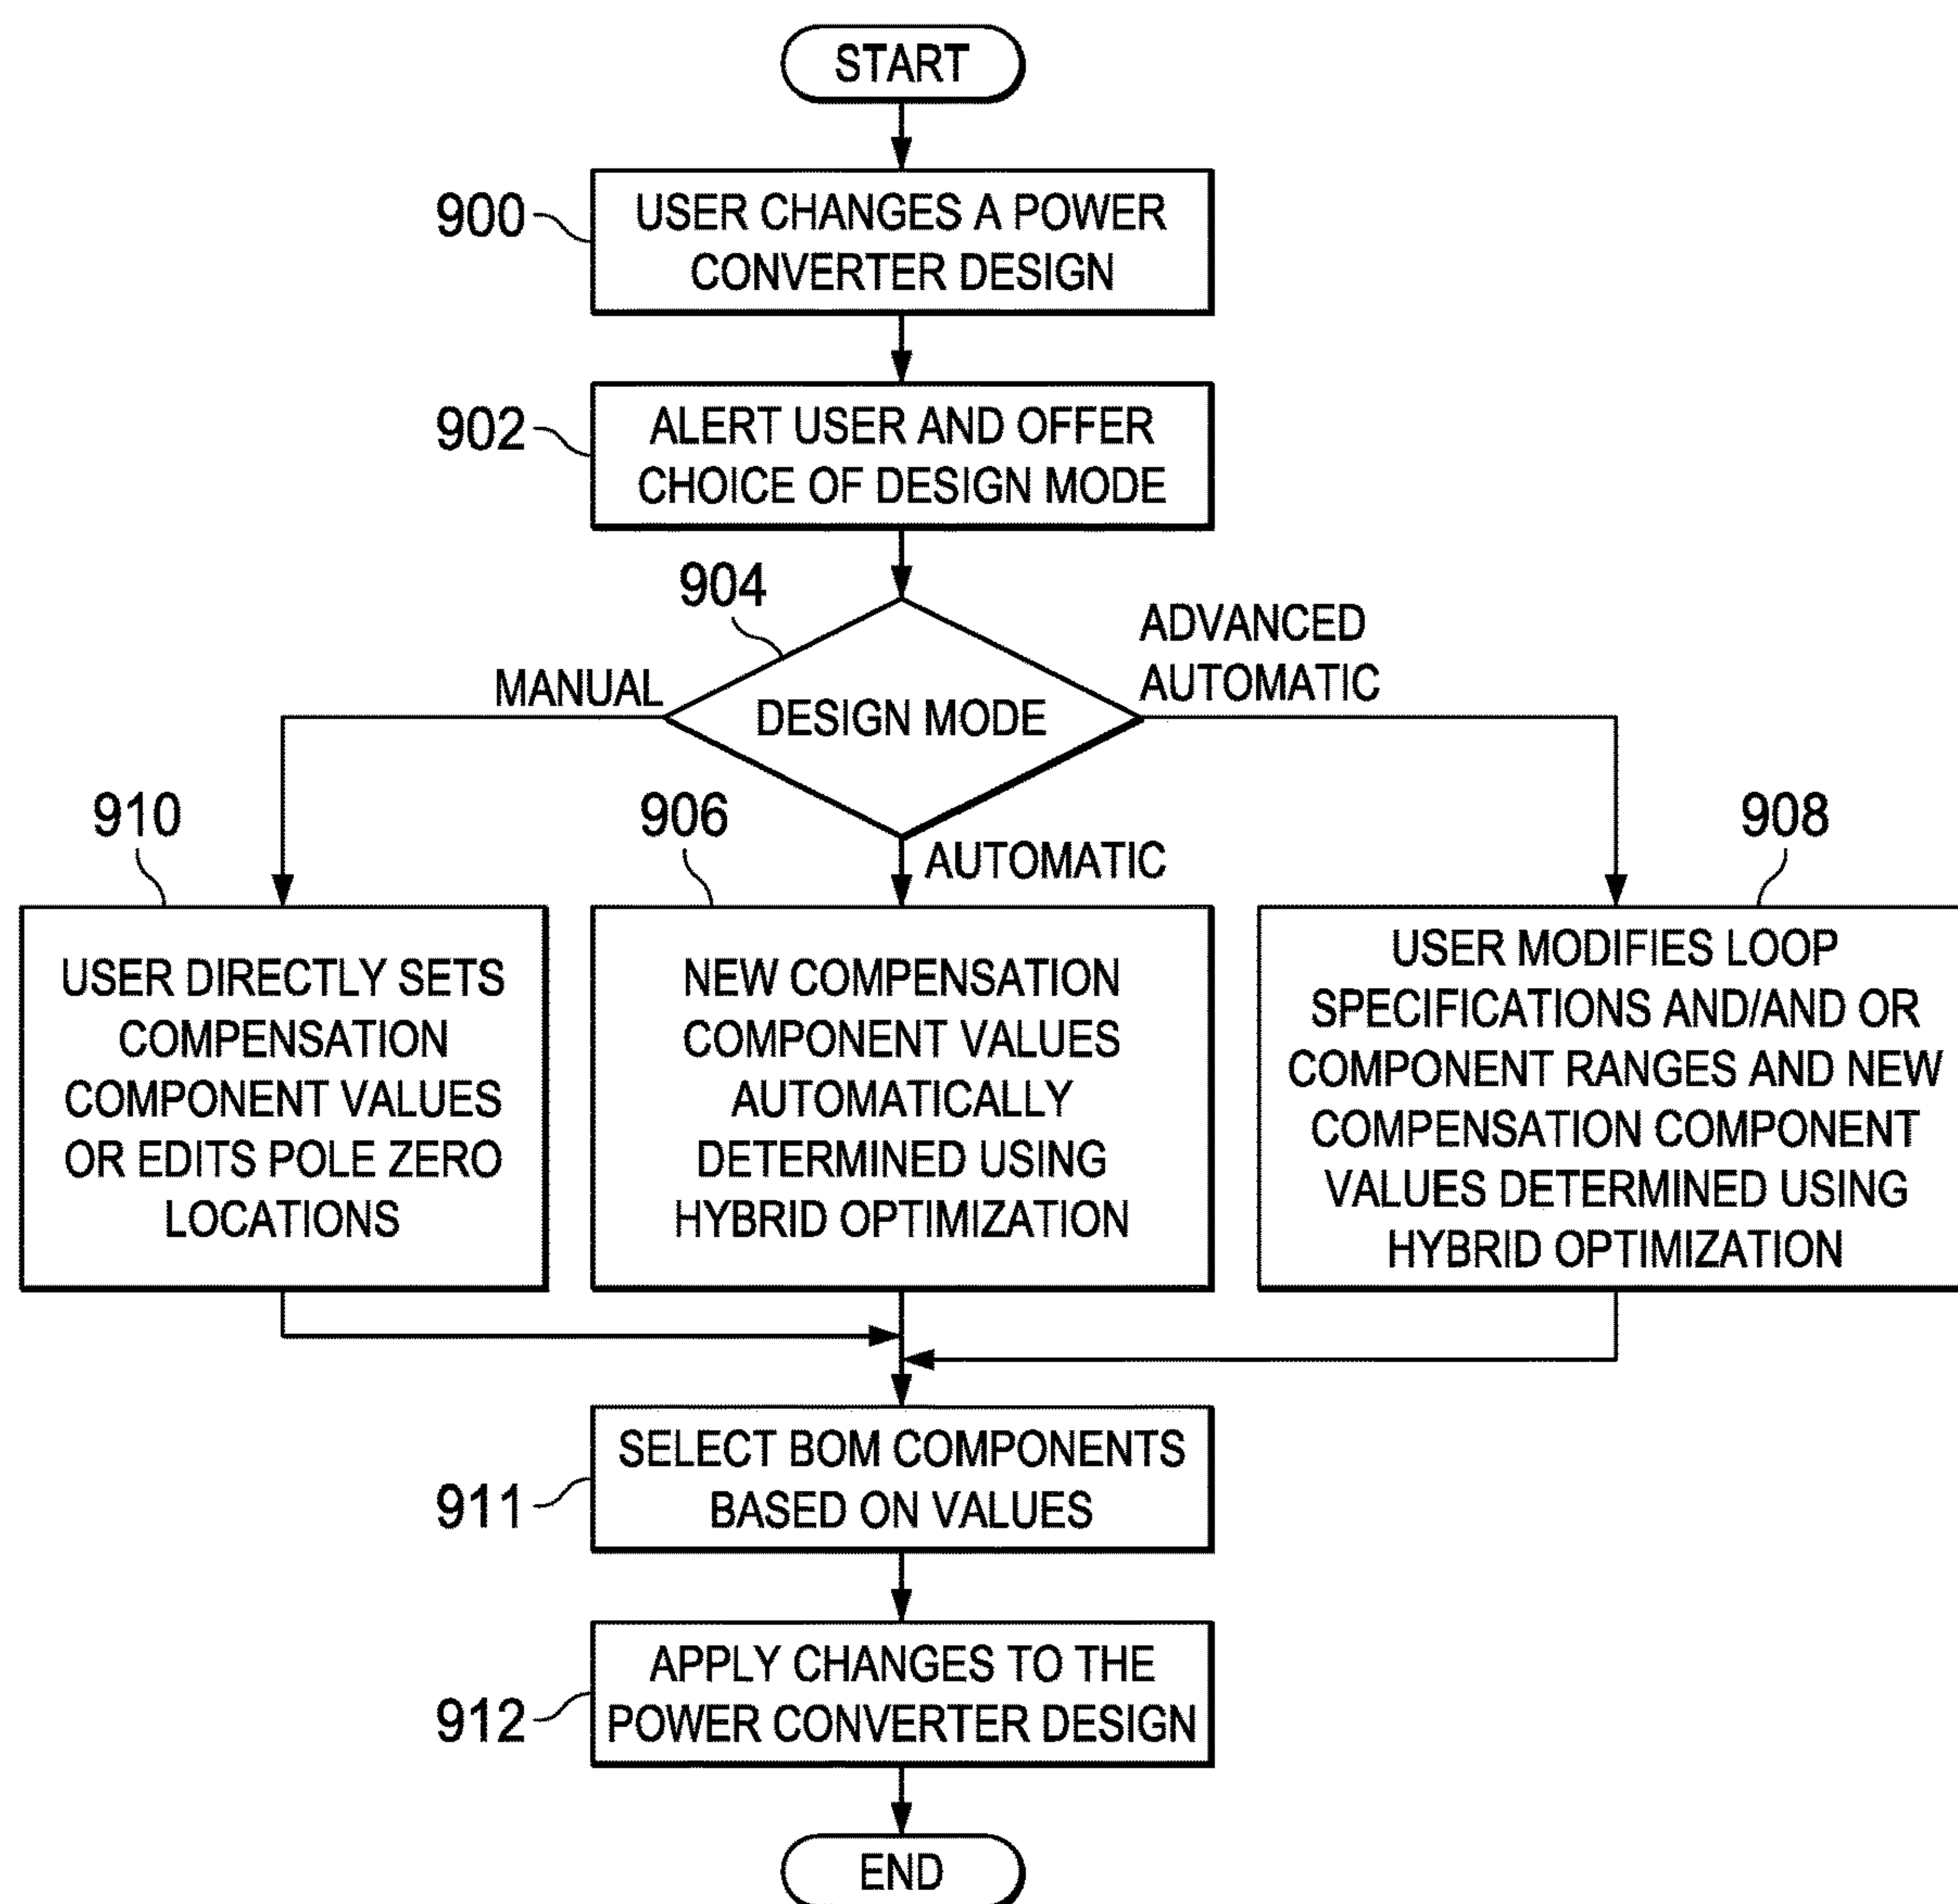 START
900
USER CHANGES A POWER
CONVERTER DESIGN
902
ALERT USER AND OFFER
CHOICE OF DESIGN MODE
904
DESIGN MODE
MANUAL
ADVANCED
AUTOMATIC
AUTOMATIC
910
USER DIRECTLY SETS
COMPENSATION
COMPONENT VALUES
OR EDITS POLE ZERO
LOCATIONS
906
NEW COMPENSATION
COMPONENT VALUES
AUTOMATICALLY
DETERMINED USING
HYBRID OPTIMIZATION
908
USER MODIFIES LOOP
SPECIFICATIONS AND/AND OR
COMPONENT RANGES AND NEW
COMPENSATION COMPONENT
VALUES DETERMINED USING
HYBRID OPTIMIZATION
911
SELECT BOM COMPONENTS
BASED ON VALUES
912
APPLY CHANGES TO THE
POWER CONVERTER DESIGN
END